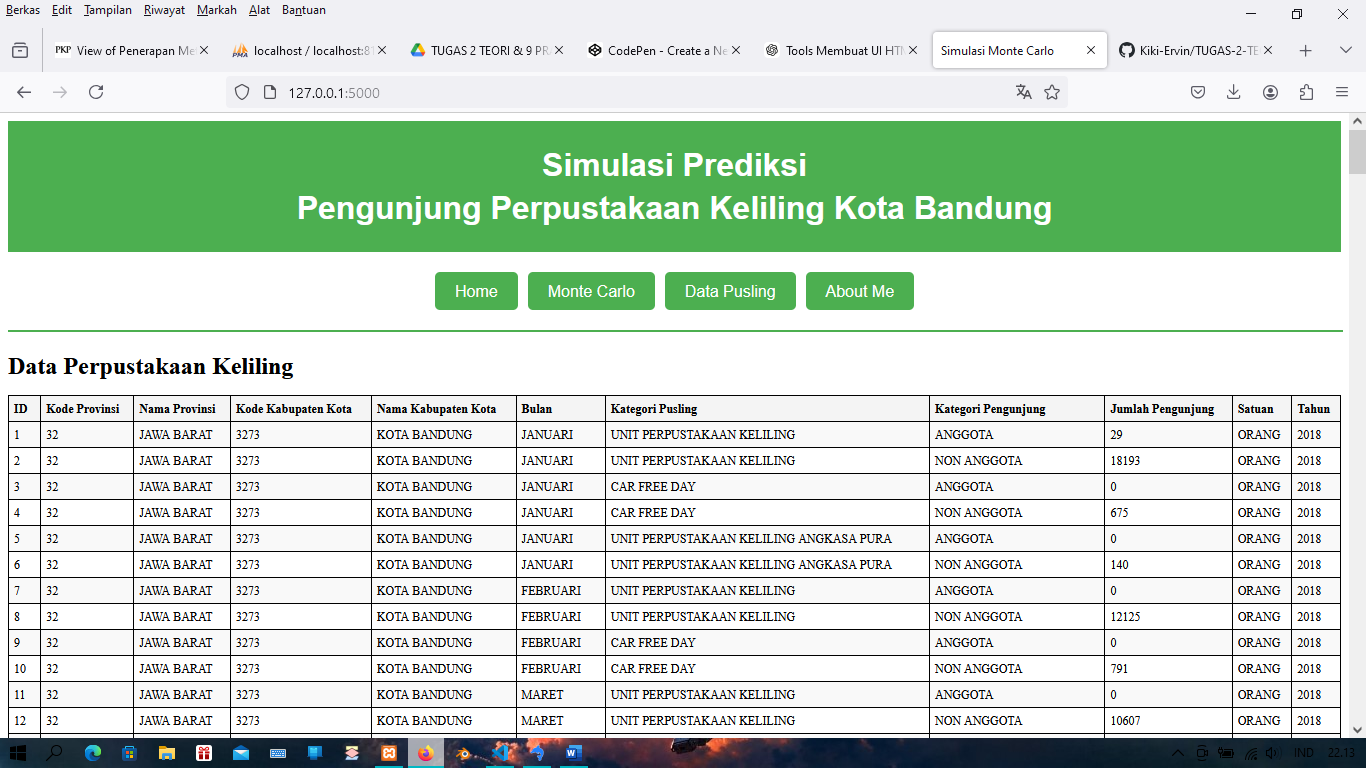 Berkas Edit Tampilan Riwayat Markah Alat Bantuan
View of Penerapan Me
localhost / localhost:81
TUGAS 2 TEORI & 9 PR
CodePen - Create a Ne
Tools Membuat UI HTM
Simulasi Monte Carlo
Kiki-Ervin/TUGAS-2-TE
127.0.0.1:5000
Simulasi Prediksi
Pengunjung Perpustakaan Keliling Kota Bandung
Home Monte Carlo Data Pusling About Me
Data Perpustakaan Keliling
ID Kode Provinsi Nama Provinsi Kode Kabupaten Kota Nama Kabupaten Kota Bulan Kategori Pusling Kategori Pengunjung Jumlah Pengunjung Satuan Tahun
1 32 JAWA BARAT 3273 KOTA BANDUNG JANUARI UNIT PERPUSTAKAAN KELILING ANGGOTA 29 ORANG 2018
2 32 JAWA BARAT 3273 KOTA BANDUNG JANUARI UNIT PERPUSTAKAAN KELILING NON ANGGOTA 18193 ORANG 2018
3 32 JAWA BARAT 3273 KOTA BANDUNG JANUARI CAR FREE DAY ANGGOTA 0 ORANG 2018
4 32 JAWA BARAT 3273 KOTA BANDUNG JANUARI CAR FREE DAY NON ANGGOTA 675 ORANG 2018
5 32 JAWA BARAT 3273 KOTA BANDUNG JANUARI UNIT PERPUSTAKAAN KELILING ANGKASA PURA ANGGOTA 0 ORANG 2018
6 32 JAWA BARAT 3273 KOTA BANDUNG JANUARI UNIT PERPUSTAKAAN KELILING ANGKASA PURA NON ANGGOTA 140 ORANG 2018
7 32 JAWA BARAT 3273 KOTA BANDUNG FEBRUARI UNIT PERPUSTAKAAN KELILING ANGGOTA 0 ORANG 2018
8 32 JAWA BARAT 3273 KOTA BANDUNG FEBRUARI UNIT PERPUSTAKAAN KELILING NON ANGGOTA 12125 ORANG 2018
9 32 JAWA BARAT 3273 KOTA BANDUNG FEBRUARI CAR FREE DAY ANGGOTA 0 ORANG 2018
10 32 JAWA BARAT 3273 KOTA BANDUNG FEBRUARI CAR FREE DAY NON ANGGOTA 791 ORANG 2018
11 32 JAWA BARAT 3273 KOTA BANDUNG MARET UNIT PERPUSTAKAAN KELILING ANGGOTA 0 ORANG 2018
12 32 JAWA BARAT 3273 KOTA BANDUNG MARET UNIT PERPUSTAKAAN KELILING NON ANGGOTA 10607 ORANG 2018
IND 22.13